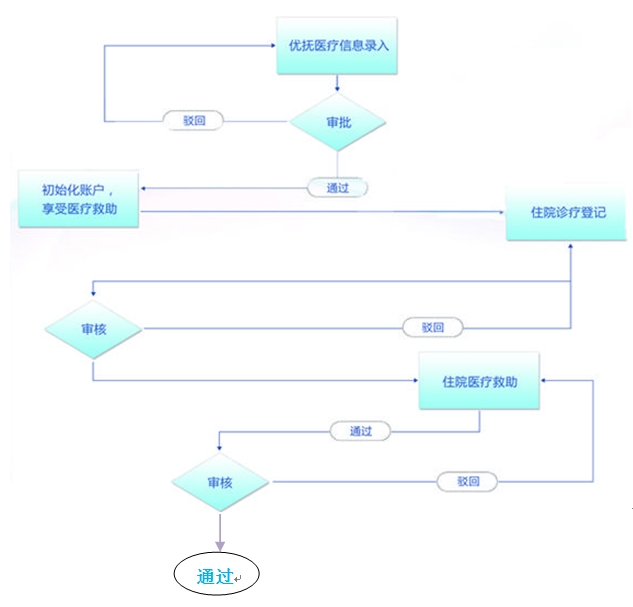 优抚医疗信息录入
驳回
审批
通过
初始化账户，
享受医疗救助
住院诊疗登记
审核
驳回
住院医疗救助
通过
审核
驳回
通过